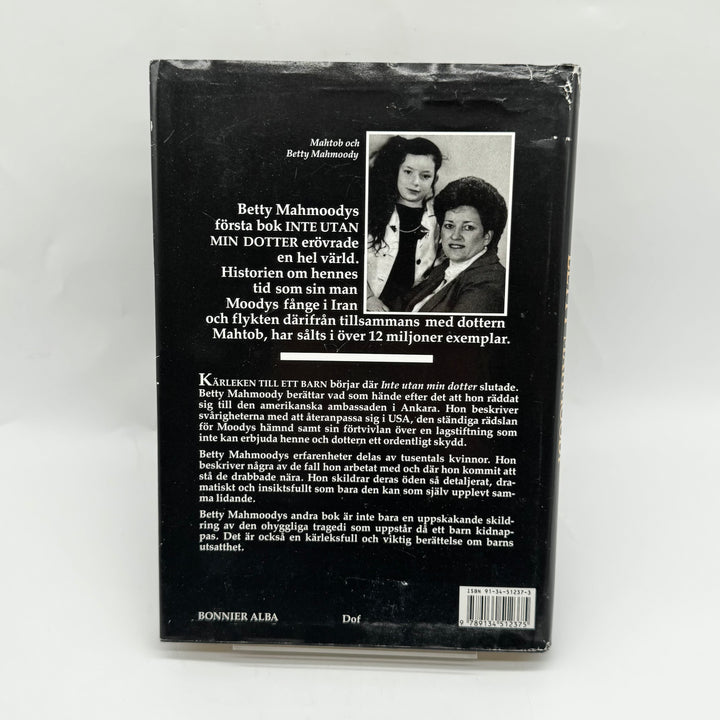 Mahtob och
Betty Mahmoody
Betty Mahmoodys
första bok INTE UTAN
MIN DOTTER erövrade
en hel värld.
Historien om hennes
tid som sin man
Moodys fånge i Iran
och flykten därifrån tillsammans med dottern
Mahtob, har sålts i över 12 miljoner exemplar.
KÄRLEKEN TILL ETT BARN börjar där Inte utan min dotter slutade.
Betty Mahmoody berättar vad som hände efter det att hon räddat
sig till den amerikanska ambassaden i Ankara. Hon beskriver
svårigheterna med att återanpassa sig i USA, den ständiga rädslan
för Moodys hämnd samt sin förtvivlan över en lagstiftning som
inte kan erbjuda henne och dottern ett ordentligt skydd.
Betty Mahmoodys erfarenheter delas av tusentals kvinnor. Hon
beskriver några av de fall hon arbetat med och där hon kommit att
stå de drabbade nära. Hon skildrar deras öden så detaljerat, dra-
matiskt och insiktsfullt som bara den kan som själv upplevt sam-
ma lidande.
Betty Mahmoodys andra bok är inte bara en uppskakande skild-
ring av den ohyggliga tragedi som uppstår då ett barn kidnap-
pas. Det är också en kärleksfull och viktig berättelse om barns
utsatthet.
ISBN 91-34-51237-3
9 789134 512375
BONNIER ALBA Dof